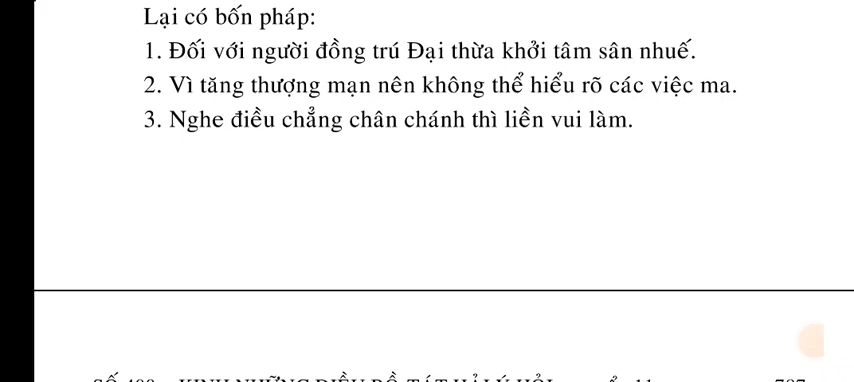 Lại có bốn pháp:
1. Đối với người đồng trú Đại thừa khởi tâm sân nhuế.
2. Vì tăng thượng mạn nên không thể hiểu rõ các việc ma.
3. Nghe điều chẳng chân chánh thì liền vui làm.